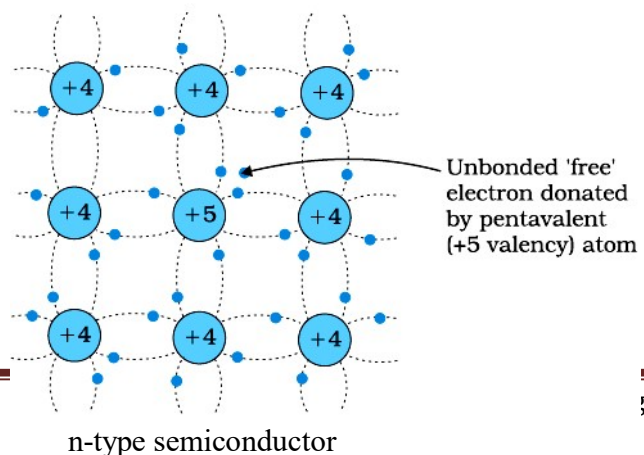 +4 +4 +4
Unbonded 'free'
electron donated
by pentavalent
(+5 valency) atom
+4 +5 +4
+4 +4 +4
n-type semiconductor